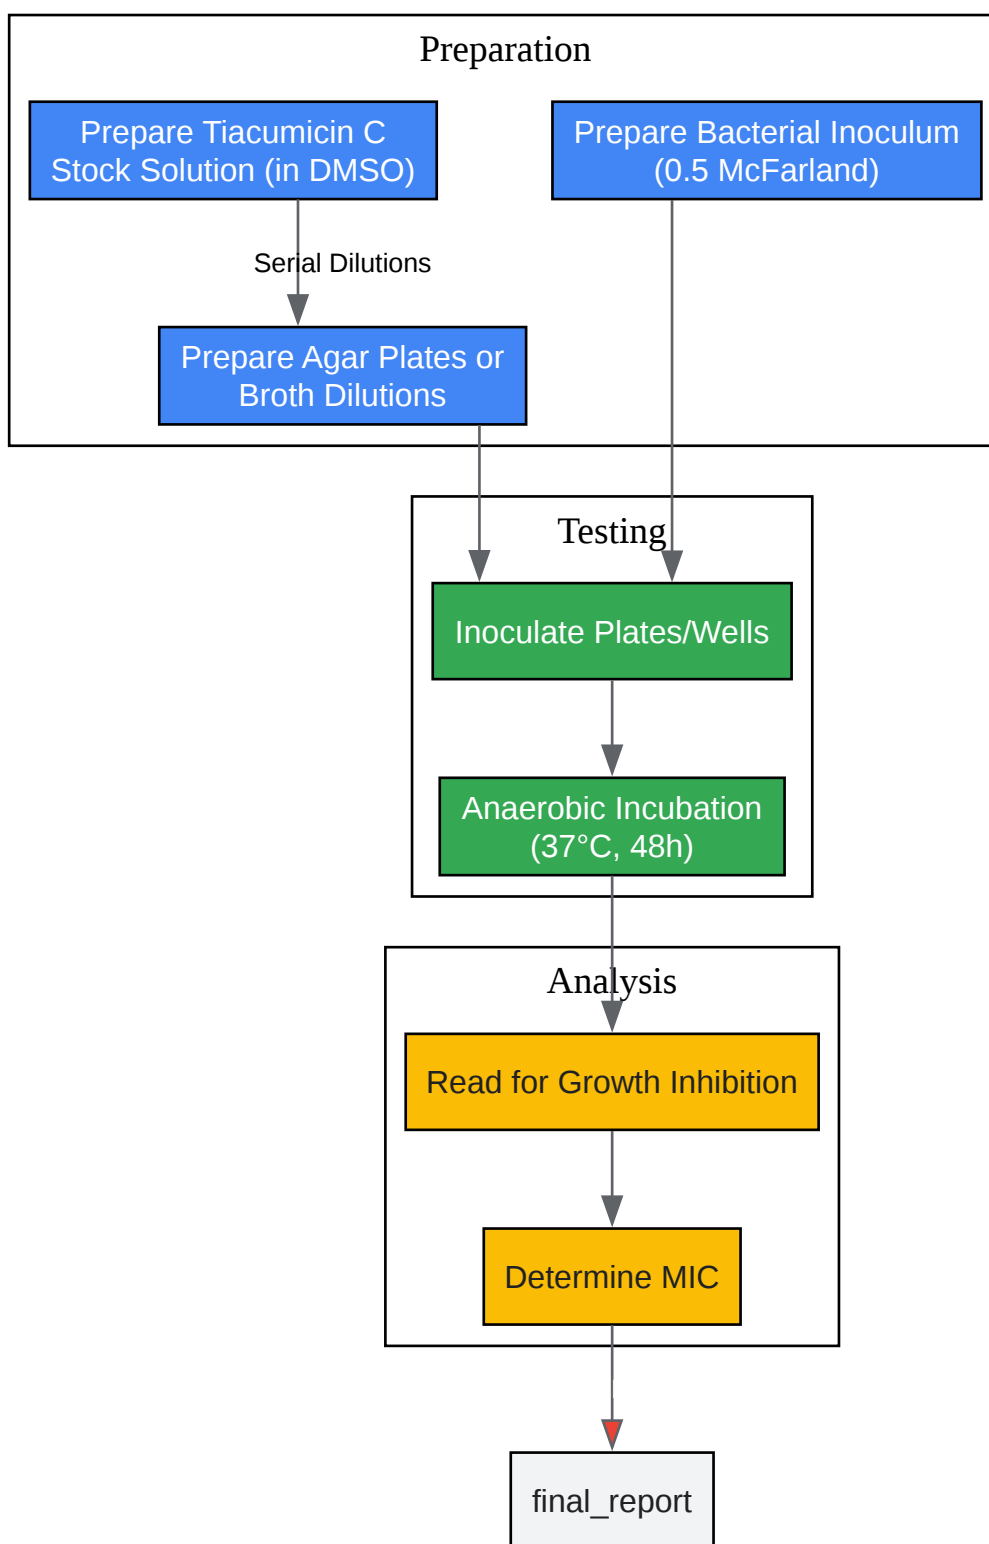 Preparation
Prepare Tiacumicin C
Stock Solution (in DMSO)
Prepare Bacterial Inoculum
(0.5 McFarland)
Serial Dilutions
Prepare Agar Plates or
Broth Dilutions
Testing
Inoculate Plates/Wells
Anaerobic Incubation
(37°C, 48h)
Analysis
Read for Growth Inhibition
Determine MIC
final_report